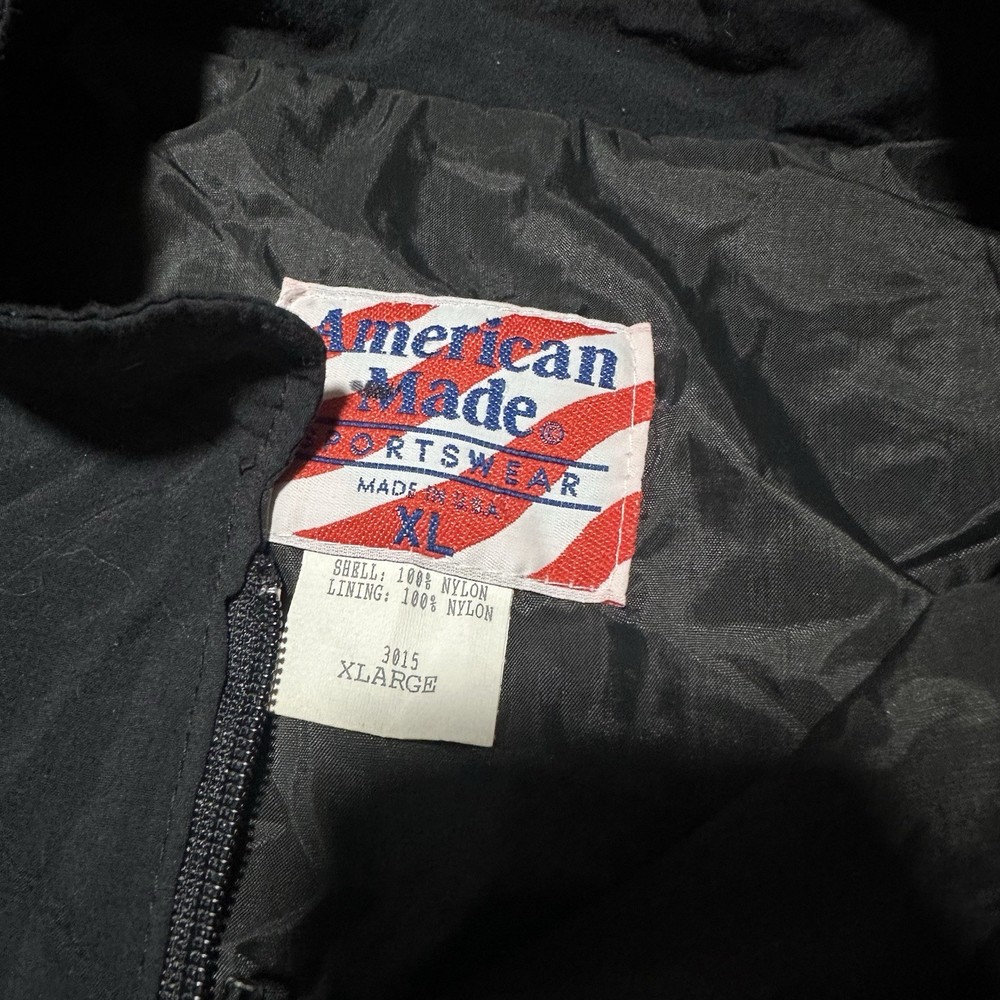 American
Made ©
SPORTSWEAR
MADE IN U.S.A.
XL
SHELL: 100% NYLON
LINING: 100% NYLON
3015
XLARGE